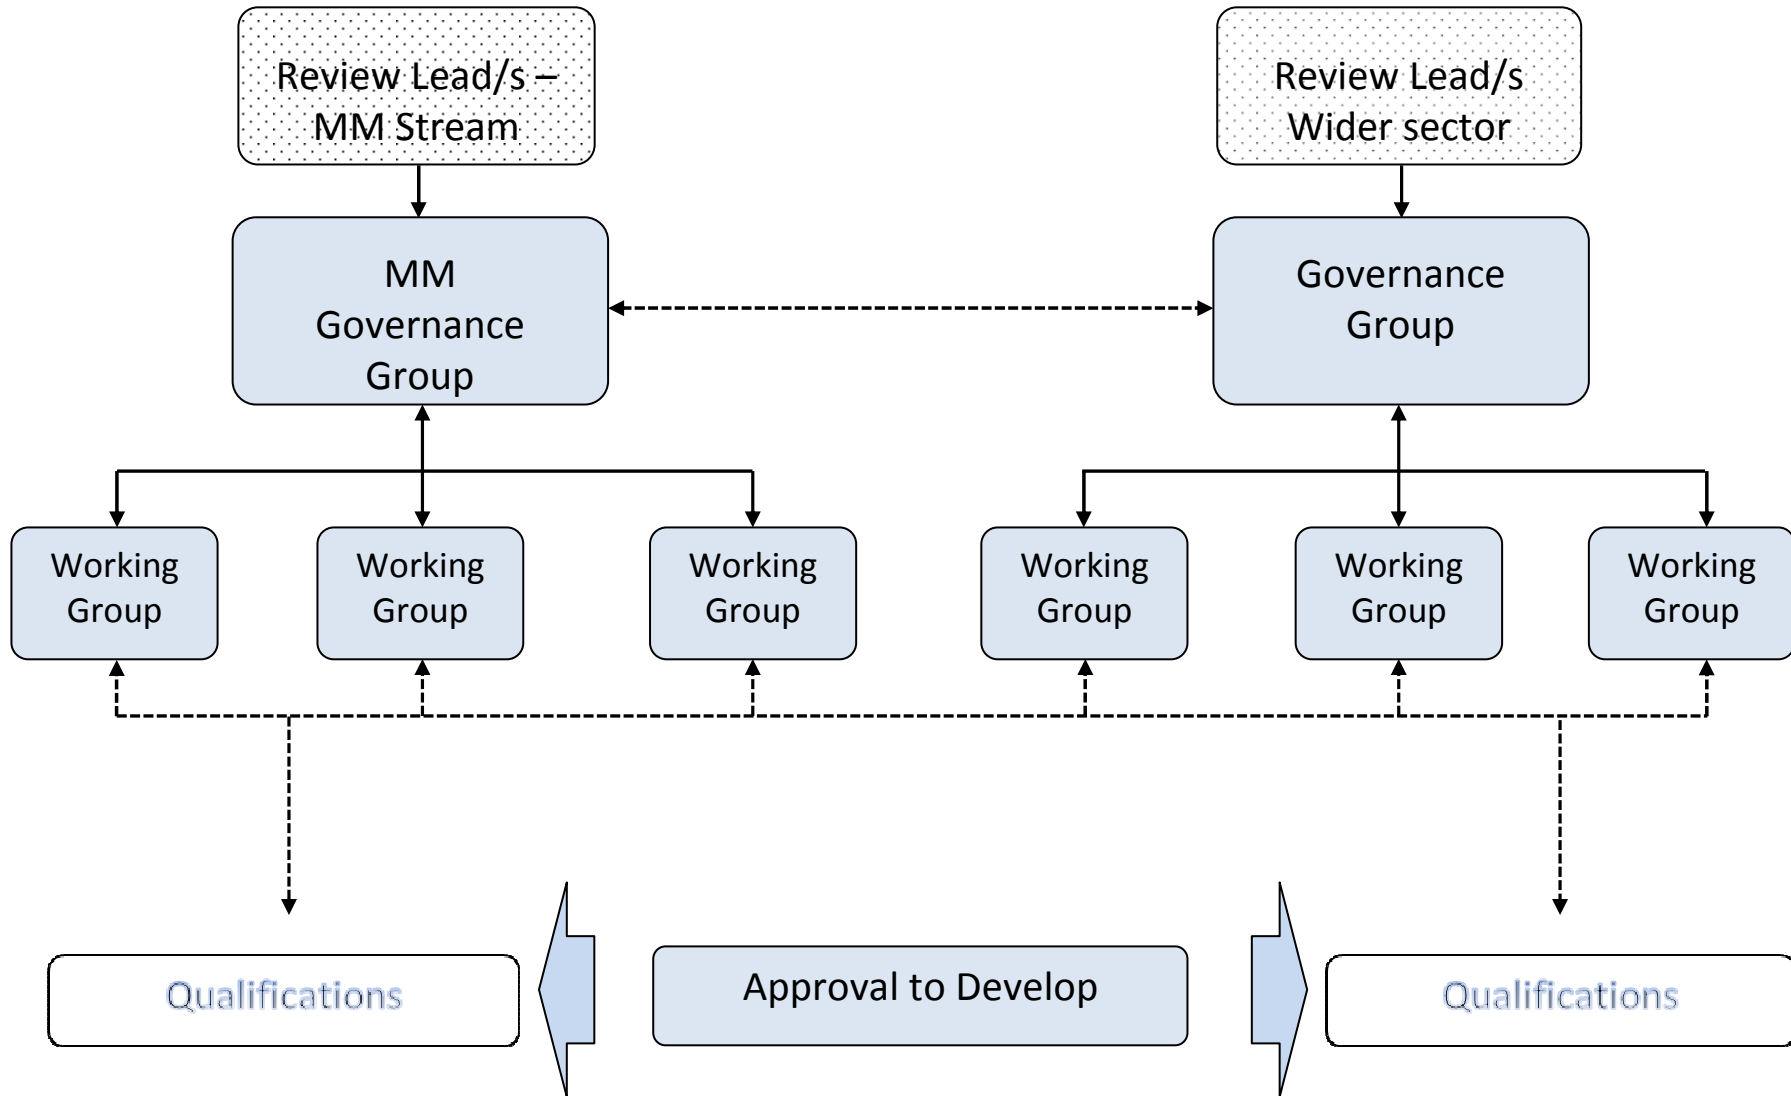 Review Lead/s –
MM Stream
Review Lead/s
Wider sector
MM
Governance
Group
Governance
Group
Working
Group
Working
Group
Working
Group
Working
Group
Working
Group
Working
Group
Qualifications
Approval to Develop
Qualifications